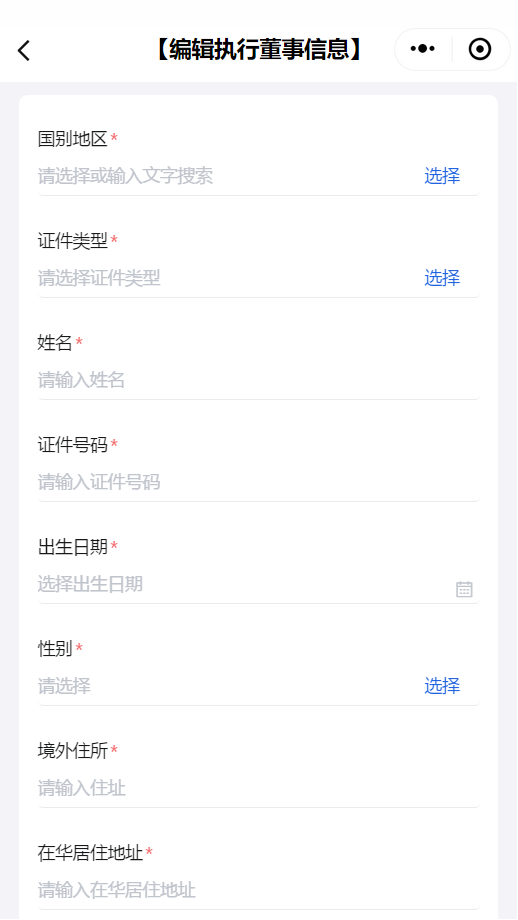 【编辑执行董事信息】
国别地区*
请选择或输入文字搜索 选择
证件类型*
请选择证件类型 选择
姓名*
请输入姓名
证件号码*
请输入证件号码
出生日期*
选择出生日期
性别*
请选择 选择
境外住所*
请输入住址
在华居住地址*
请输入在华居住地址